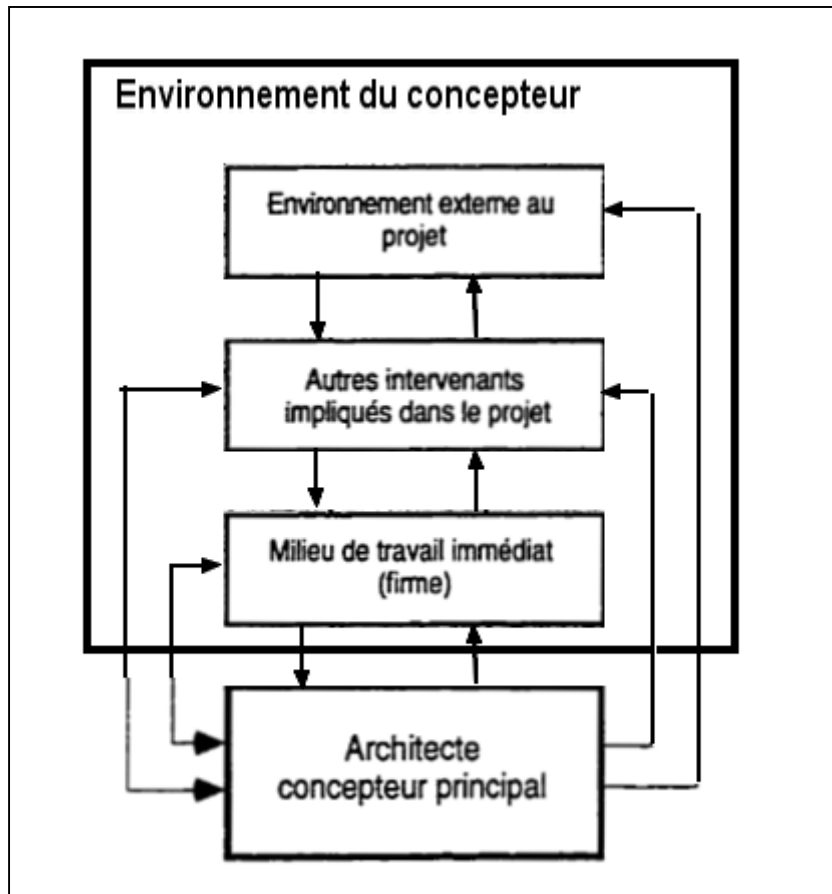 Environnement du concepteur
Environnement externe au
projet
Autres intervenants
impliqués dans le projet
Milieu de travail immédiat
(firme)
Architecte
concepteur principal